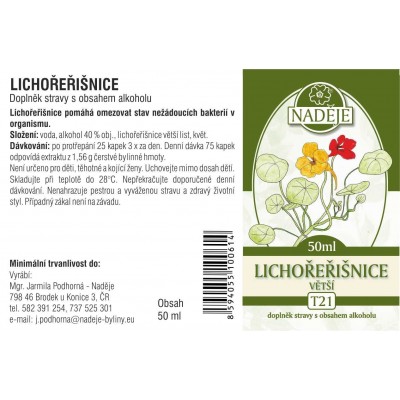 LICHOŘEŘIŠNICE
Doplněk stravy s obsahem alkoholu
Lichořeřišnice pomáhá omezovat stav nežádoucích bakterií v
organismu.
Složení: voda, alkohol 40% obj., lichořeřišnice větší list, květ.
Dávkování: po protřepání 25 kapek 3 x za den. Denní dávka 75 kapek
odpovídá extraktu z 1,56 g čerstvé bylinné hmoty.
Není určeno pro děti, těhotné a kojící ženy. Uchovejte mimo dosah dětí.
Skladujte při teplotě do 28°C. Nepřekračujte doporučené denní
dávkování. Nenahrazuje pestrou a vyváženou stravu a zdravý životní
styl. Případný zákal není na závadu.
Minimální trvanlivost do:
Vyrábí:
Mgr. Jarmila Podhorná - Naděje
798 46 Brodek u Konice 3, ČR
tel. 582 391 254, 737 525 301
e-mail: j.podhorna@nadeje-byliny.eu
Obsah
50 ml
8 594055 100614
NADĚJE
50ml
LICHOŘEŘIŠNICE
VĚTŠÍ
T21
doplněk stravy s obsahem alkoholu